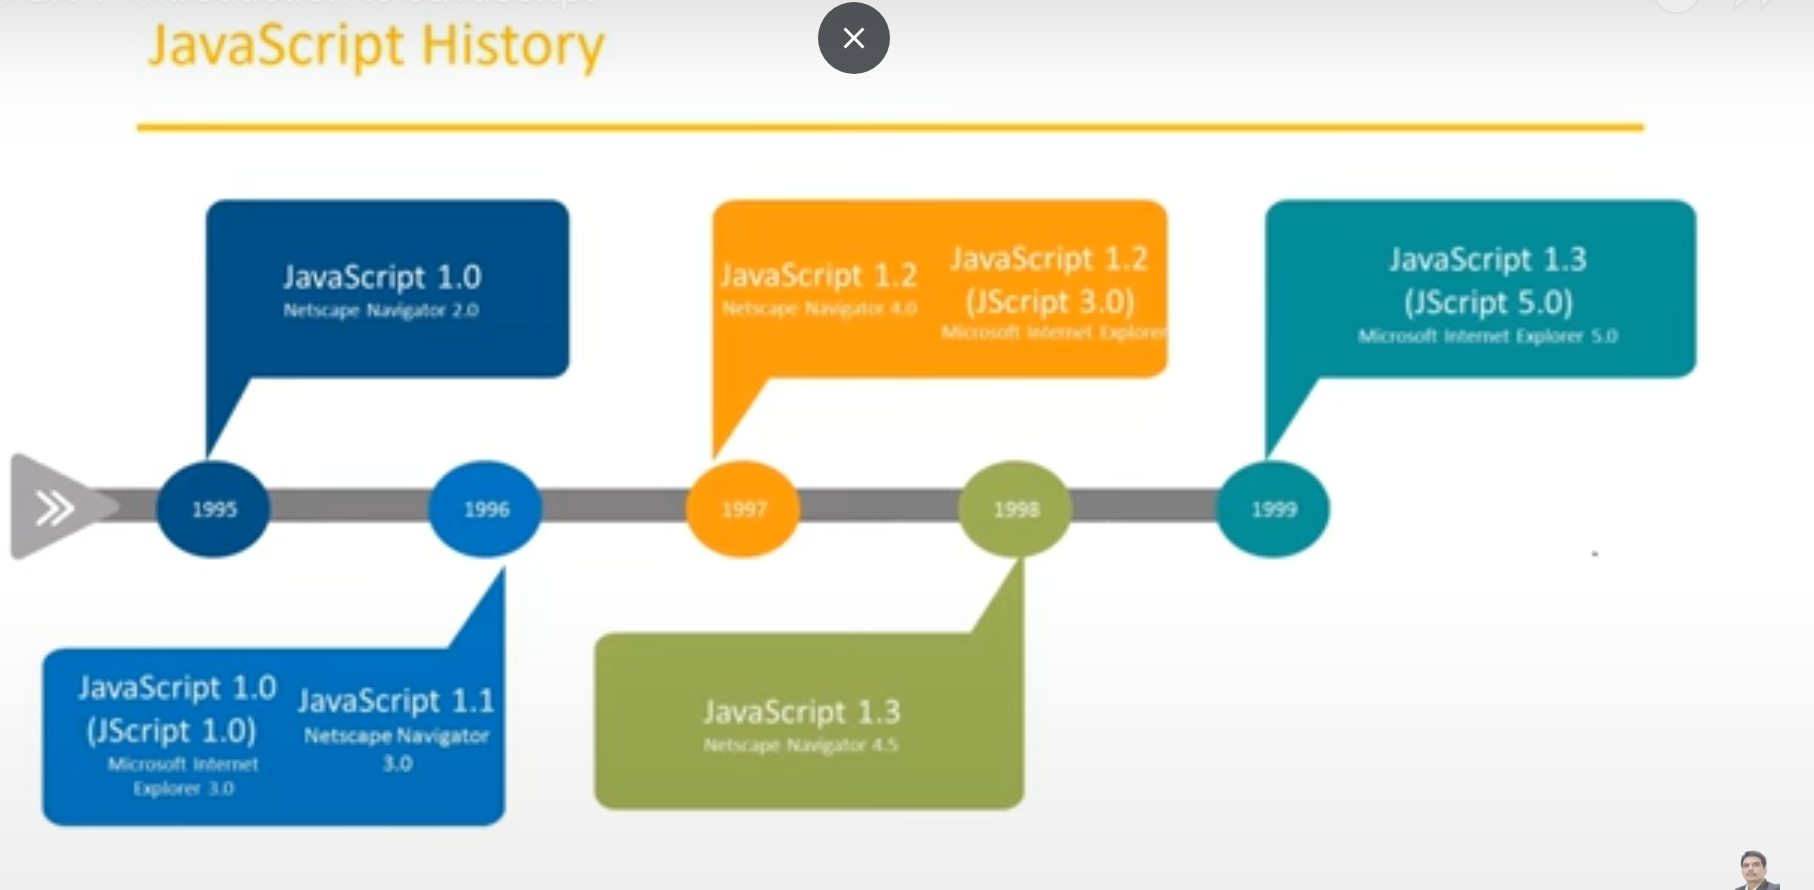 JavaScript History
JavaScript 1.0
Netscape Navigator 2.0
JavaScript 1.2
Netscape Navigator 4.0
JavaScript 1.2
(JScript 3.0)
Microsoft Internet Explorer
JavaScript 1.3
(JScript 5.0)
Microsoft Internet Explorer 5.0
1995
1996
1997
1998
1999
JavaScript 1.0
(JScript 1.0)
Microsoft Internet
Explorer 3.0
JavaScript 1.1
Netscape Navigator
3.0
JavaScript 1.3
Netscape Navigator 4.5